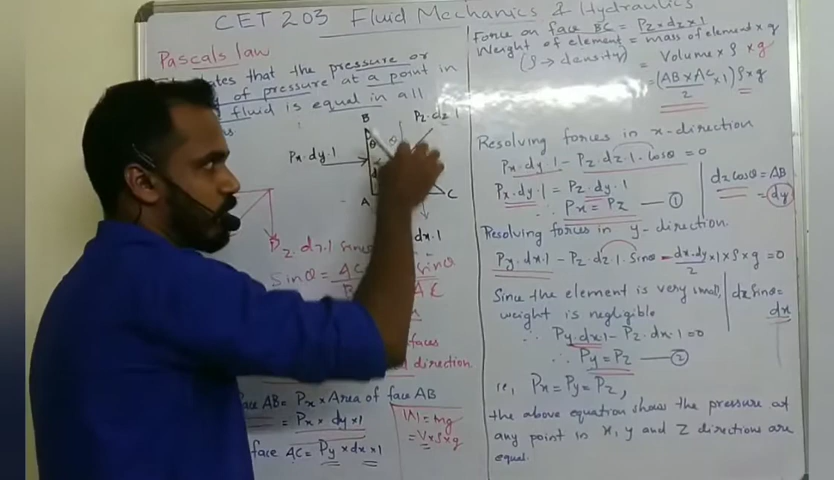 CET 203 Fluid Mechanics & Hydraulics
Pascals law
states that the pressure or
of pressure at a point in
fluid is equal in all
B
Pz.dz.1
θ
Px.dy.1
A
C
dx.1
Sinθ = AC
AC
faces
direction
face AB = Px × Area of face AB
= Px × dy × 1
face AC = Py × dx × 1
W = mg
= V × ρ × g
Force on face BC = Pz × dz × 1
Weight of element = mass of element × g
(ρ → density) = Volume × ρ × g
= (AB × AC × 1) ρ × g
2
Resolving forces in x-direction
Px.dy.1 - Pz.dz.1.cosθ = 0
Px.dy.1 = Pz.dy.1
∴ Px = Pz — ①
dz cosθ = AB
= dy
Resolving forces in y-direction
Py.dx.1 - Pz.dz.1.sinθ - dx.dy × 1 × ρ × g = 0
2
Since the element is very small,
weight is negligible
dz sinθ =
dx
∴ Py.dx.1 - Pz.dx.1 = 0
∴ Py = Pz — ②
ie, Px = Py = Pz,
the above equation shows the pressure at
any point in x, y and z directions are
equal.